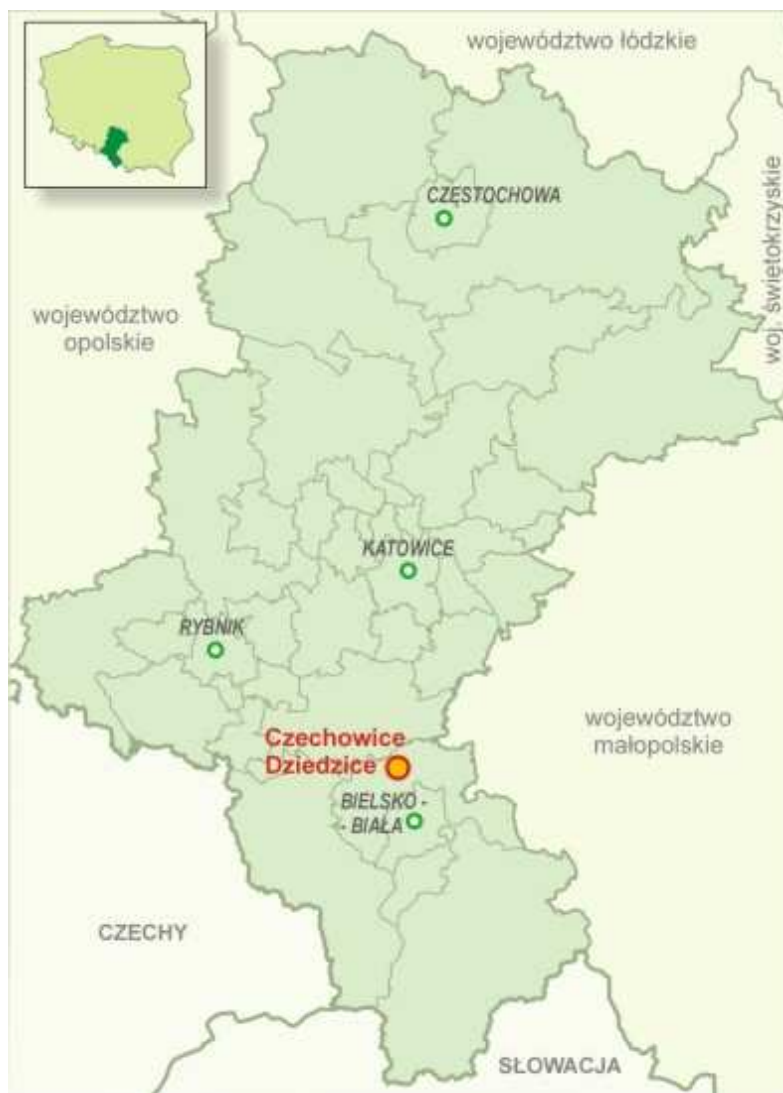 województwo łódzkie
CZĘSTOCHOWA
woj. świętokrzyskie
województwo
opolskie
KATOWICE
RYBNIK
województwo
małopolskie
Czechowice
Dziedzice
BIELSKO -
- BIAŁA
CZECHY
SŁOWACJA